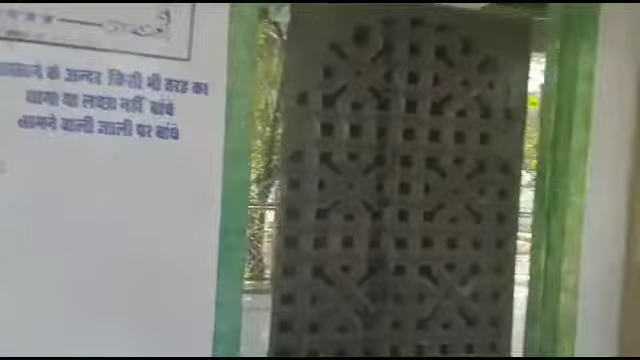 के अन्दर किसी भी तरह का
धागा या लच्छा नहीं बांधे
सामने वाली जाली पर बांधे